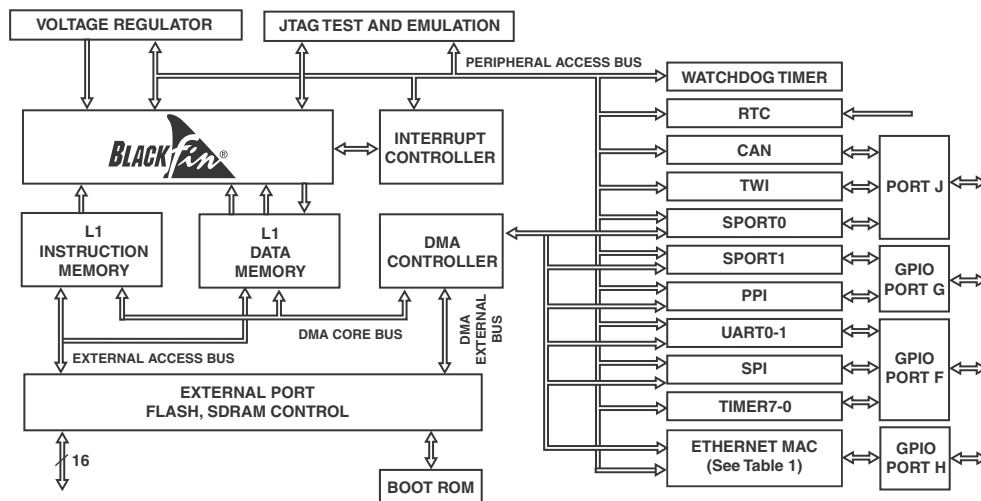 VOLTAGE REGULATOR
JTAG TEST AND EMULATION
PERIPHERAL ACCESS BUS
WATCHDOG TIMER
RTC
BLACKfin®
INTERRUPT
CONTROLLER
CAN
TWI
PORT J
L1
INSTRUCTION
MEMORY
L1
DATA
MEMORY
DMA
CONTROLLER
SPORT0
SPORT1
PPI
GPIO
PORT G
DMA CORE BUS
EXTERNAL ACCESS BUS
DMA
EXTERNAL
BUS
UART0-1
SPI
TIMER7-0
GPIO
PORT F
EXTERNAL PORT
FLASH, SDRAM CONTROL
16
BOOT ROM
ETHERNET MAC
(See Table 1)
GPIO
PORT H